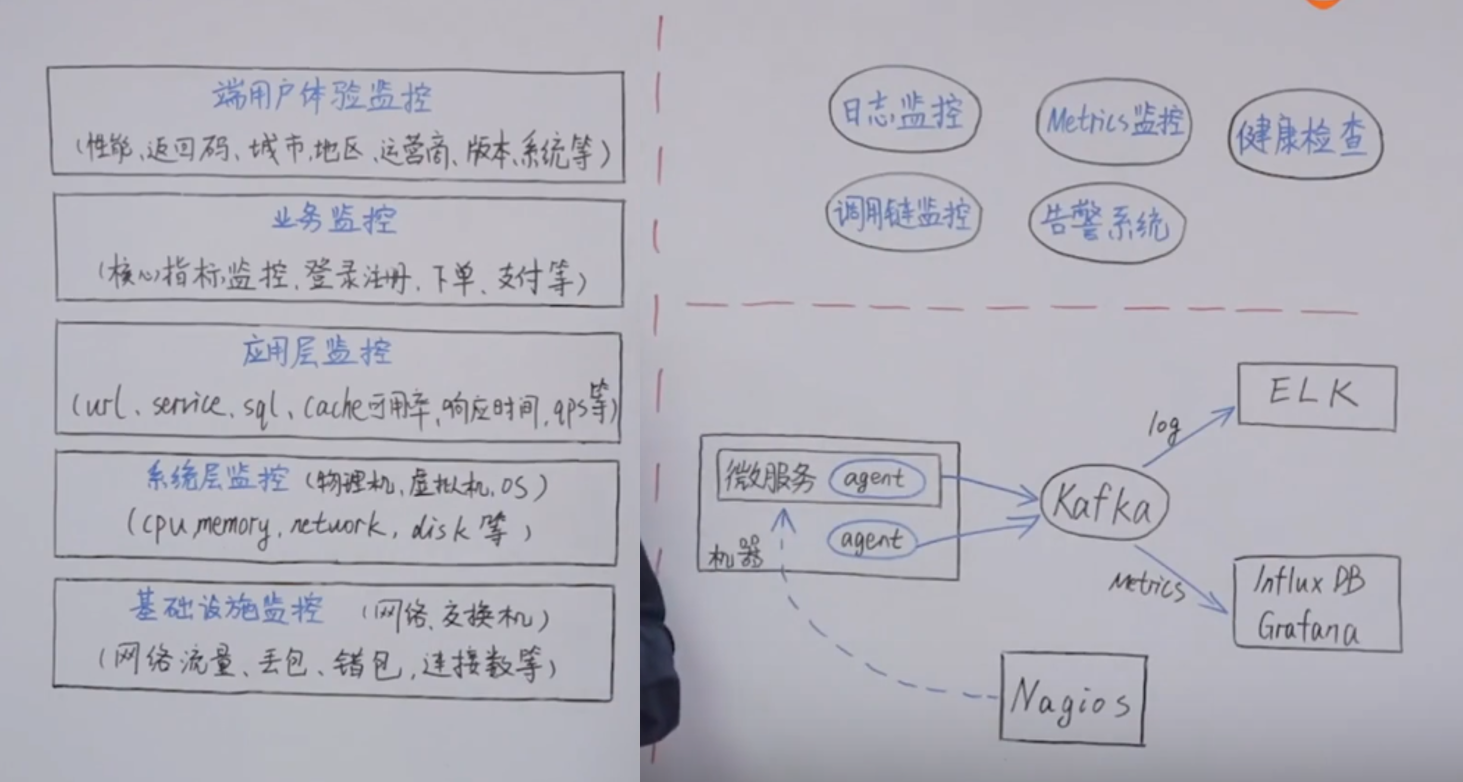 端用户体验监控
(性能、返回码、城市、地区、运营商、版本、系统等)
业务监控
(核心指标监控、登录注册、下单、支付等)
应用层监控
(url、service、sql、cache可用率,响应时间,qps等)
系统层监控 (物理机,虚拟机,OS)
(cpu,memory,network,disk等)
基础设施监控 (网络、交换机)
(网络流量、丢包、错包,连接数等)
日志监控
Metrics监控
健康检查
调用链监控
告警系统
微服务 agent
机器 agent
Kafka
log
ELK
Metrics
Influx DB
Grafana
Nagios